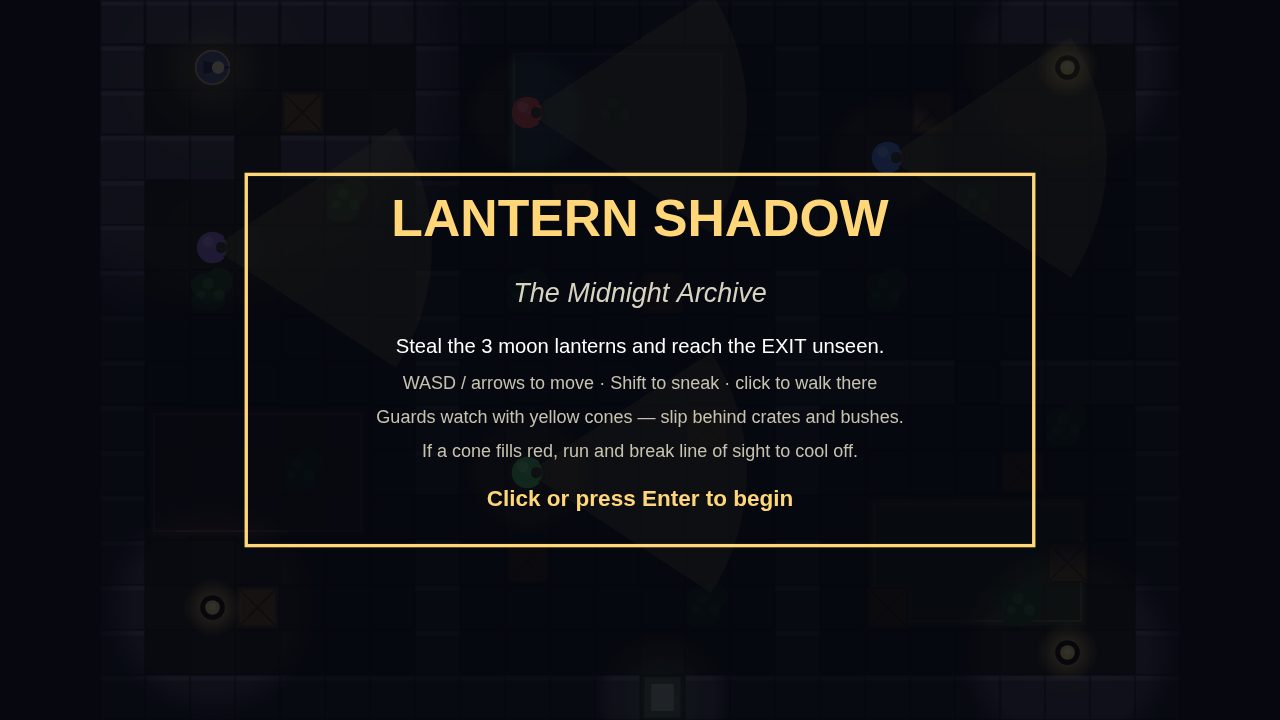 LANTERN SHADOW
The Midnight Archive
Steal the 3 moon lanterns and reach the EXIT unseen.
WASD / arrows to move · Shift to sneak · click to walk there
Guards watch with yellow cones — slip behind crates and bushes.
If a cone fills red, run and break line of sight to cool off.
Click or press Enter to begin